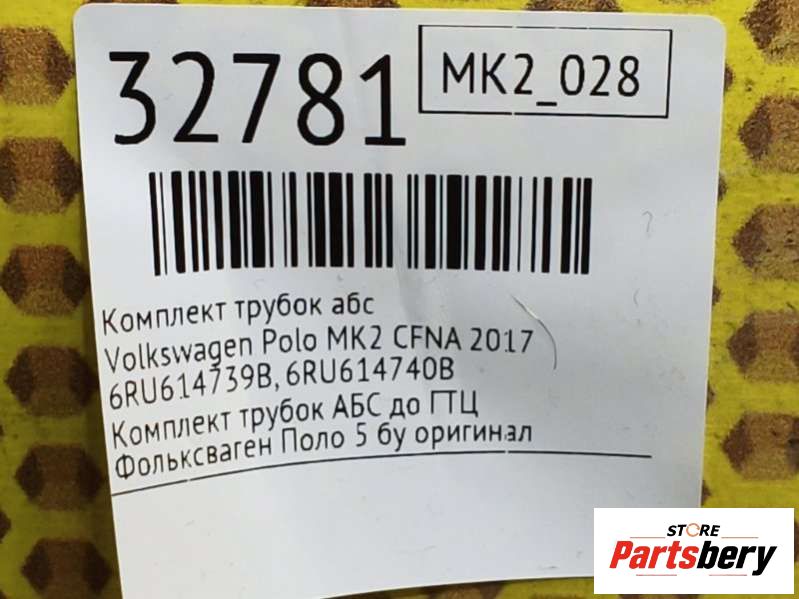 32781
MK2_028
Комплект трубок абс
Volkswagen Polo MK2 CFNA 2017
6RU614739B, 6RU614740B
Комплект трубок АБС до ГТЦ
Фольксваген Поло 5 бу оригинал
STORE
Partsbery